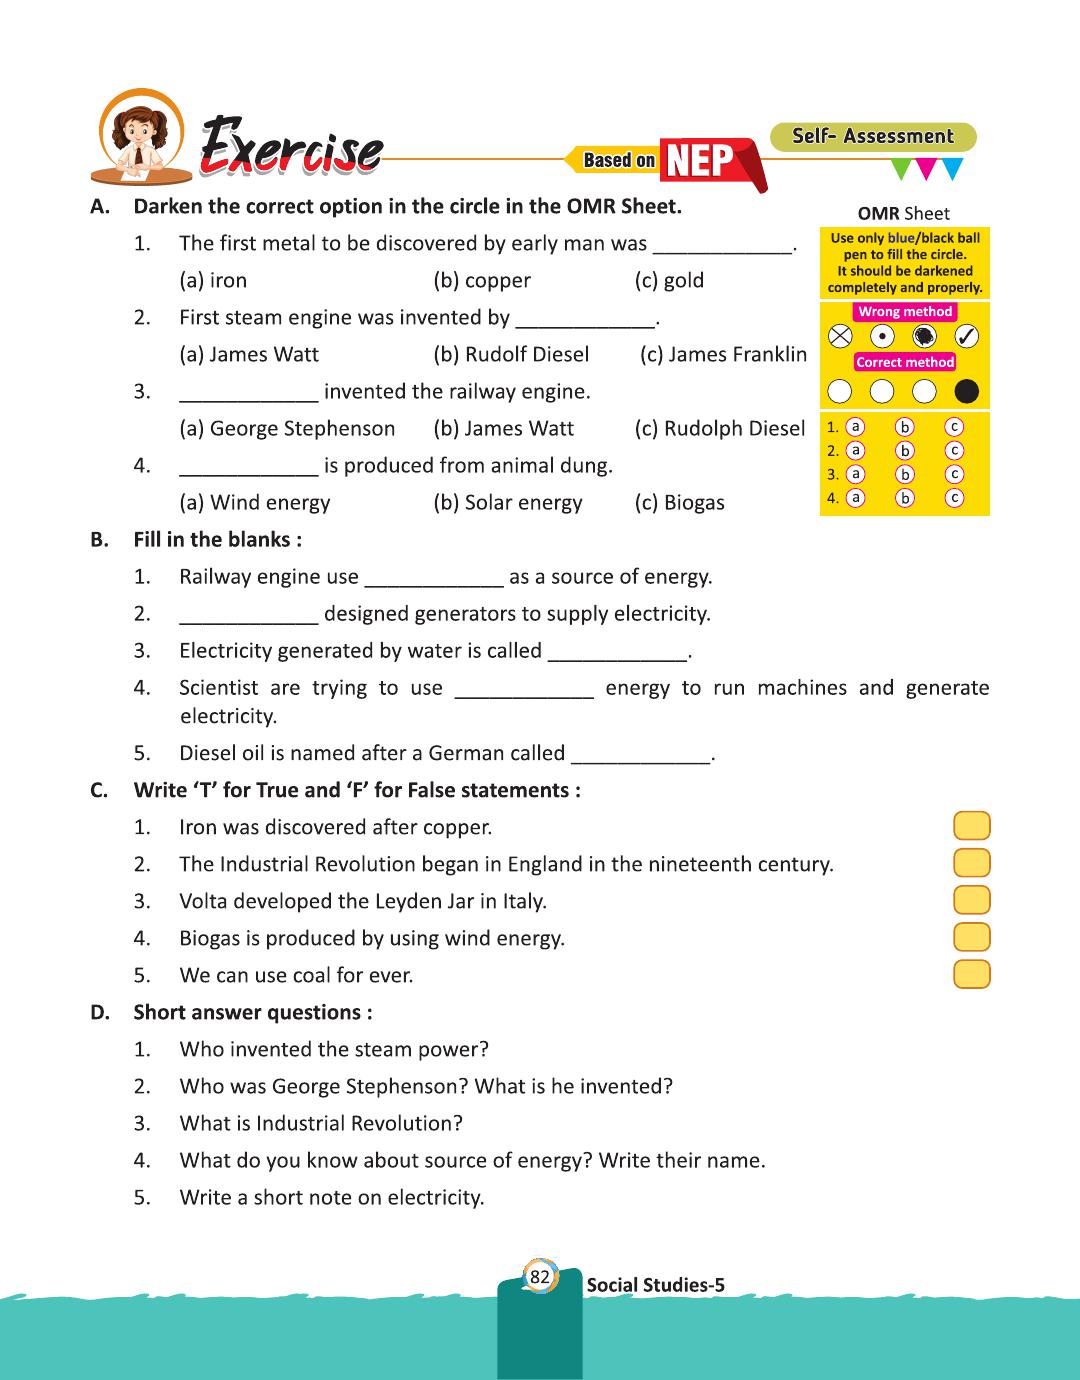 Exercise
Based on NEP
Self- Assessment
A. Darken the correct option in the circle in the OMR Sheet.
1. The first metal to be discovered by early man was ____________.
(a) iron (b) copper (c) gold
2. First steam engine was invented by ____________.
(a) James Watt (b) Rudolf Diesel (c) James Franklin
3. ____________ invented the railway engine.
(a) George Stephenson (b) James Watt (c) Rudolph Diesel
4. ____________ is produced from animal dung.
(a) Wind energy (b) Solar energy (c) Biogas
OMR Sheet
Use only blue/black ball
pen to fill the circle.
It should be darkened
completely and properly.
Wrong method
Correct method
1. a b c
2. a b c
3. a b c
4. a b c
B. Fill in the blanks :
1. Railway engine use ____________ as a source of energy.
2. ____________ designed generators to supply electricity.
3. Electricity generated by water is called ____________.
4. Scientist are trying to use ____________ energy to run machines and generate
electricity.
5. Diesel oil is named after a German called ____________.
C. Write ‘T’ for True and ‘F’ for False statements :
1. Iron was discovered after copper.
2. The Industrial Revolution began in England in the nineteenth century.
3. Volta developed the Leyden Jar in Italy.
4. Biogas is produced by using wind energy.
5. We can use coal for ever.
D. Short answer questions :
1. Who invented the steam power?
2. Who was George Stephenson? What is he invented?
3. What is Industrial Revolution?
4. What do you know about source of energy? Write their name.
5. Write a short note on electricity.
82 Social Studies-5